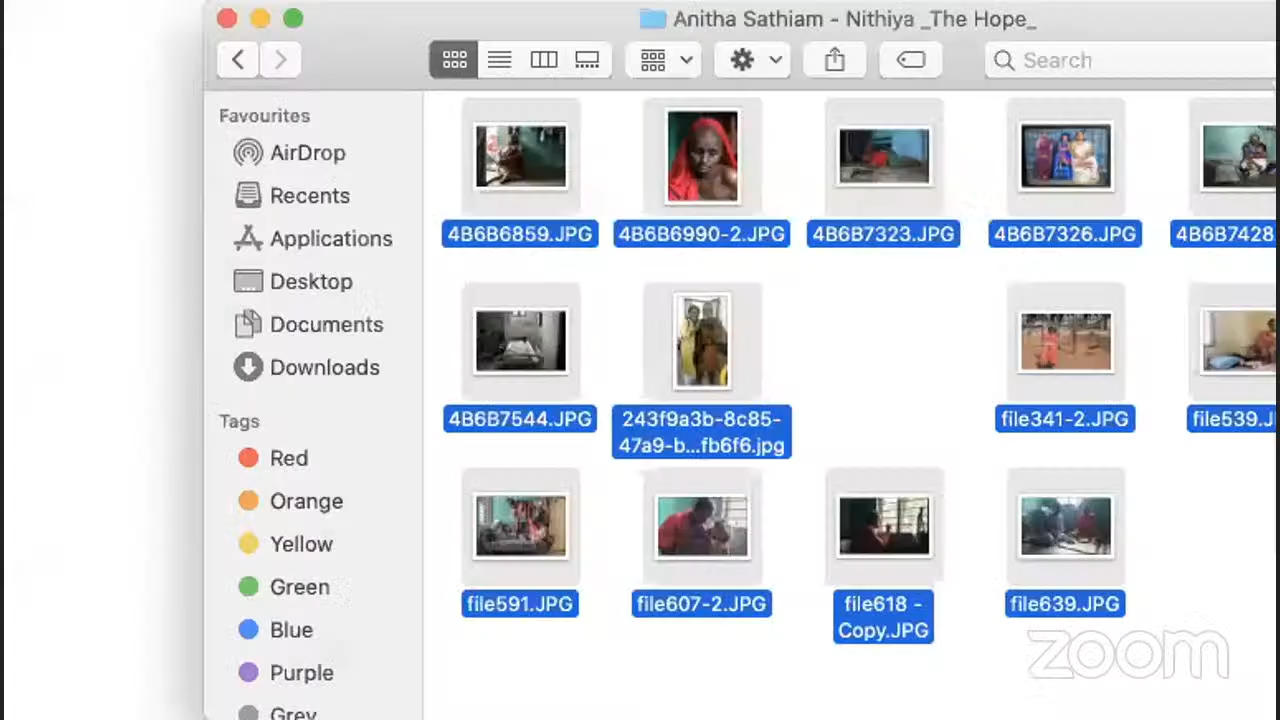 Anitha Sathiam - Nithiya _The Hope_
Search
Favourites
AirDrop
Recents
Applications
Desktop
Documents
Downloads
Tags
Red
Orange
Yellow
Green
Blue
Purple
Grey
4B6B6859.JPG
4B6B6990-2.JPG
4B6B7323.JPG
4B6B7326.JPG
4B6B7428
4B6B7544.JPG
243f9a3b-8c85-
47a9-b...fb6f6.jpg
file341-2.JPG
file539.J
file591.JPG
file607-2.JPG
file618 -
Copy.JPG
file639.JPG
zoom